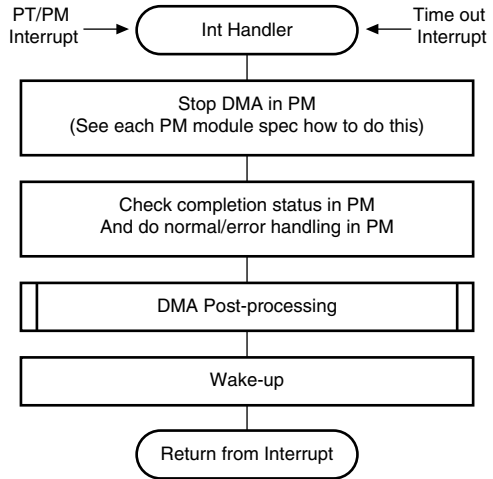 PT/PM
Interrupt
Int Handler
Time out
Interrupt
Stop DMA in PM
(See each PM module spec how to do this)
Check completion status in PM
And do normal/error handling in PM
DMA Post-processing
Wake-up
Return from Interrupt